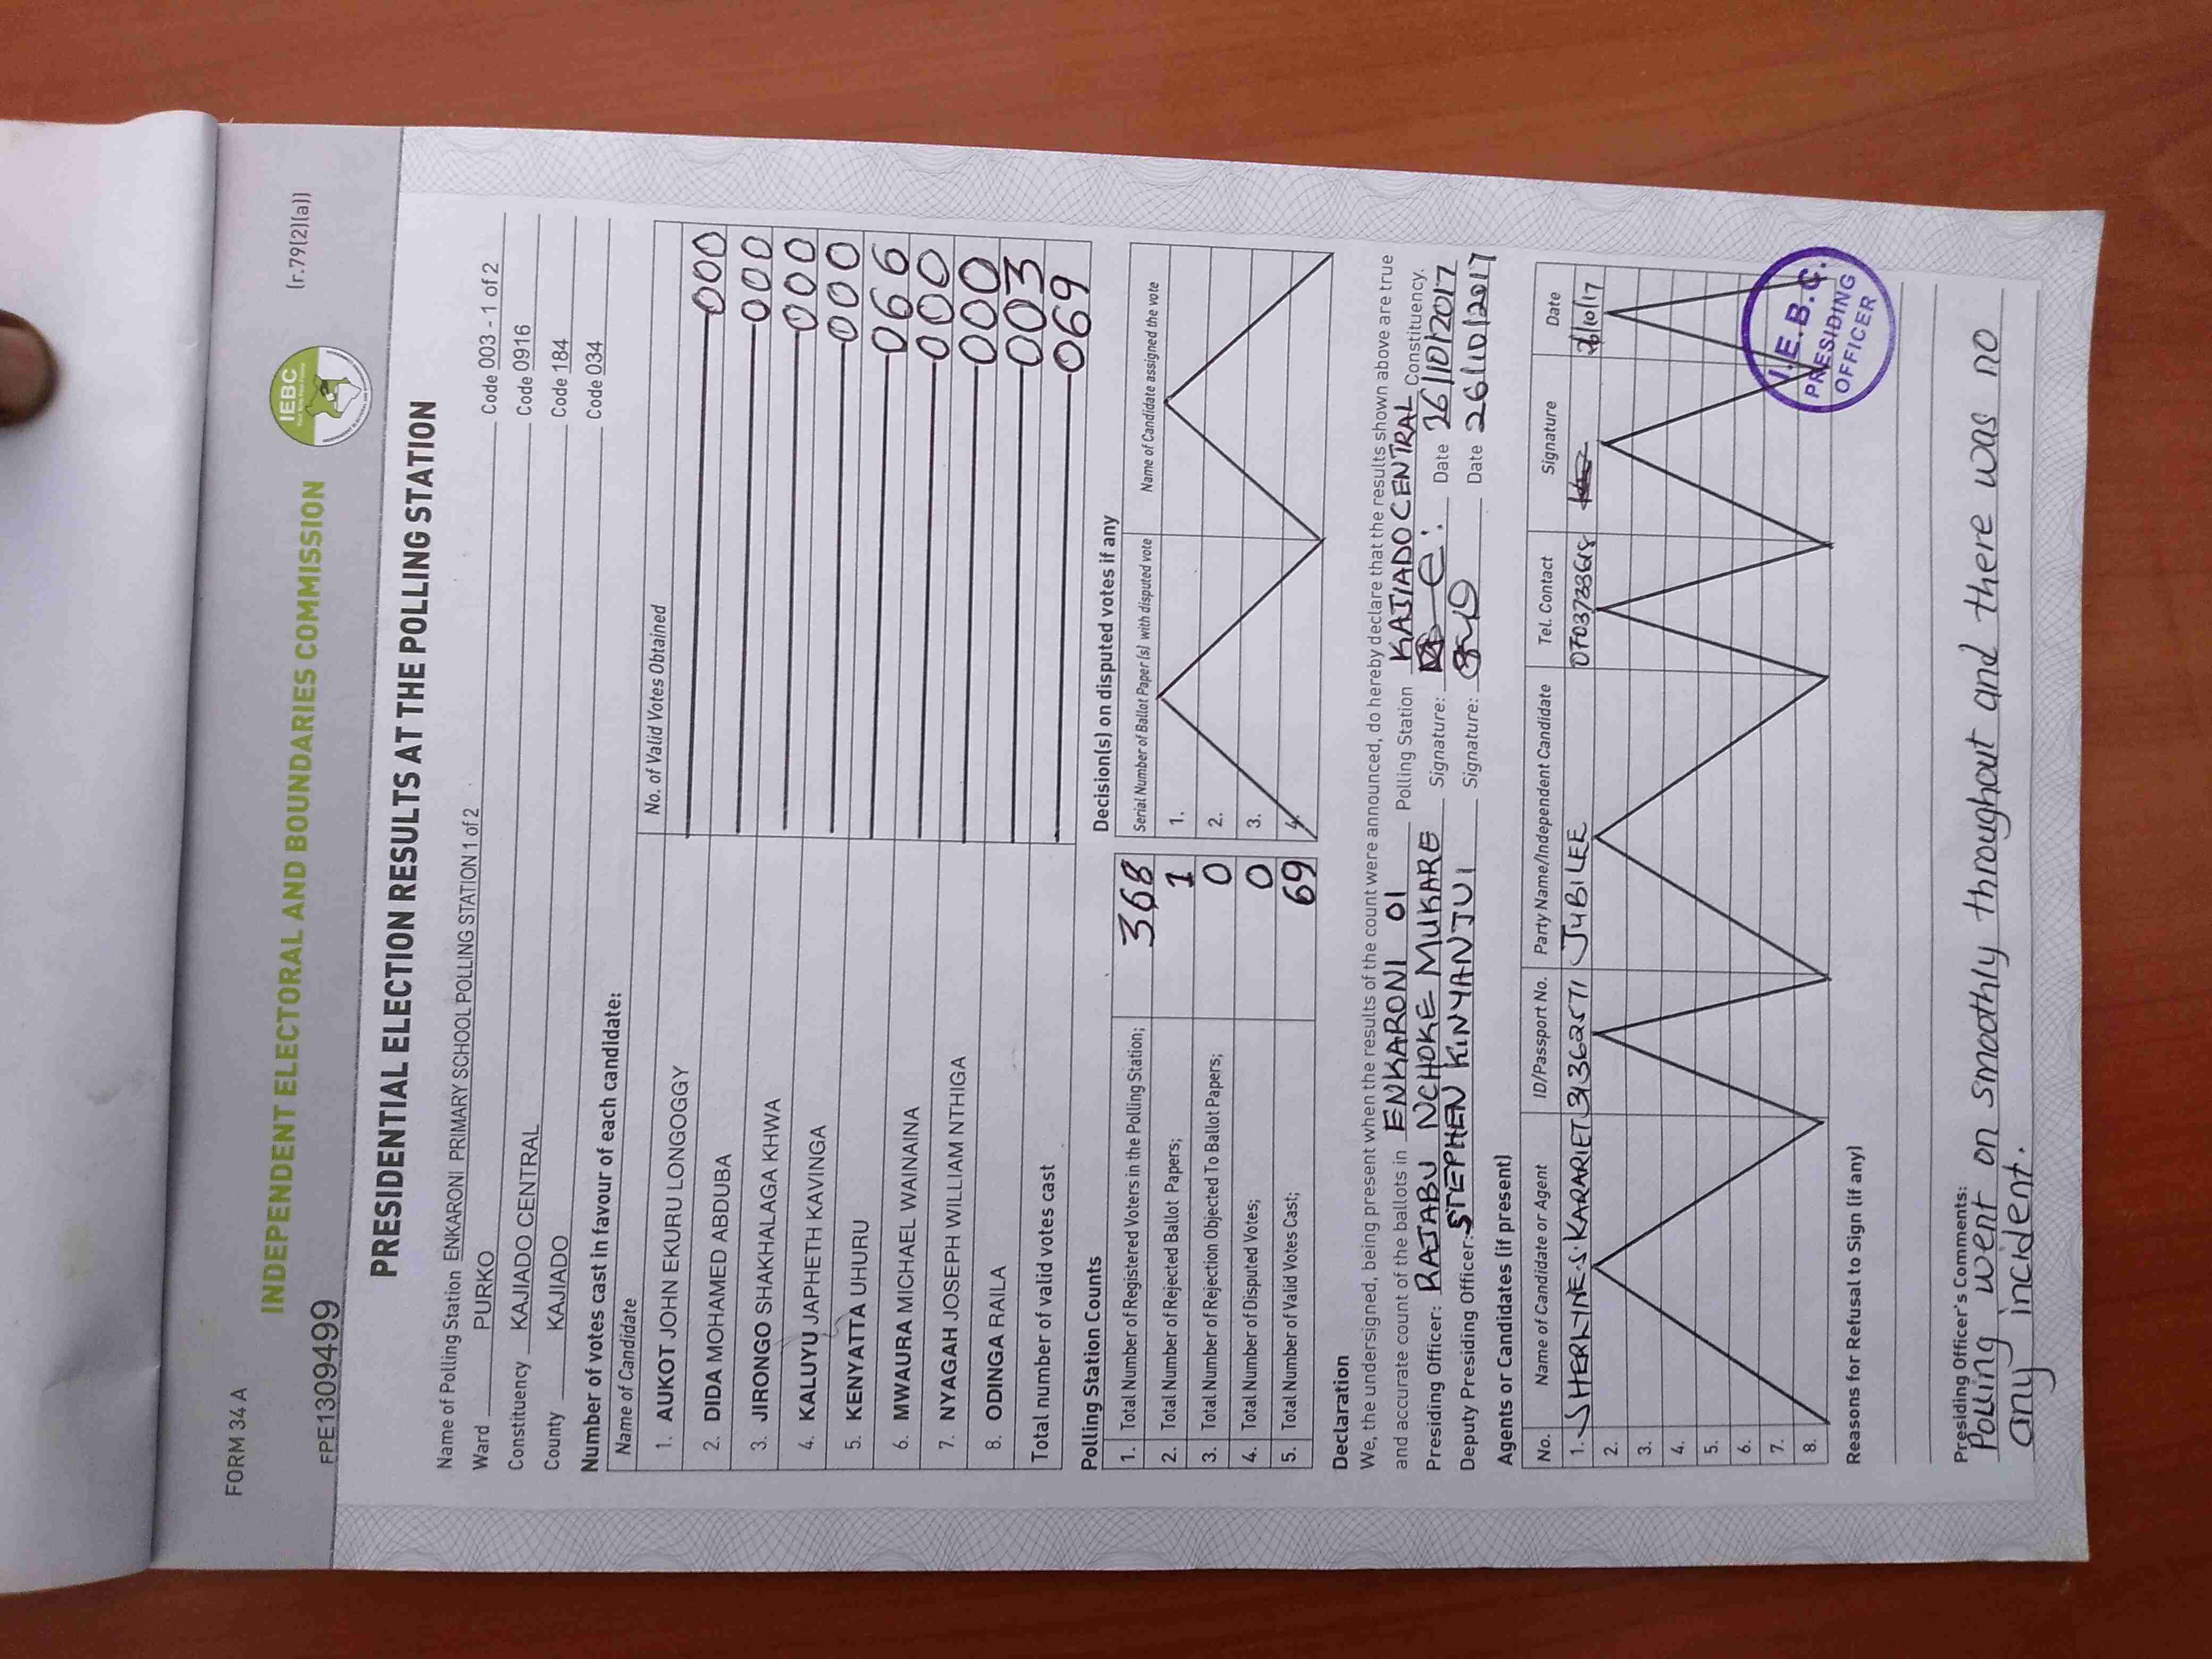 FORM 34 A
(r.79(2)(a))
IEBC
INDEPENDENT ELECTORAL AND BOUNDARIES COMMISSION
FPE13094499
PRESIDENTIAL ELECTION RESULTS AT THE POLLING STATION
Name of Polling Station ENKARONI PRIMARY SCHOOL POLLING STATION 1 of 2 Code 003 - 1 of 2
Ward PURKO Code 0916
Constituency KAJIADO CENTRAL Code 184
County KAJIADO Code 034
Number of votes cast in favour of each candidate:
Name of Candidate No. of Valid Votes Obtained
1. AUKOT JOHN EKURU LONGOGGY 000
2. DIDA MOHAMED ABDUBA 000
3. JIRONGO SHAKHALAGA KHWA 000
4. KALUYU JAPHETH KAVINGA 000
5. KENYATTA UHURU 066
6. MWAURA MICHAEL WAINAINA 000
7. NYAGAH JOSEPH WILLIAM NTHIGA 000
8. ODINGA RAILA 003
Total number of valid votes cast 069
Polling Station Counts
1. Total Number of Registered Voters in the Polling Station; 368
2. Total Number of Rejected Ballot Papers; 1
3. Total Number of Rejection Objected To Ballot Papers; 0
4. Total Number of Disputed Votes; 0
5. Total Number of Valid Votes Cast; 69
Decision(s) on disputed votes if any
Serial Number of Ballot Paper (s) with disputed vote Name of Candidate assigned the vote
1.
2.
3.
4.
Declaration
We, the undersigned, being present when the results of the count were announced, do hereby declare that the results shown above are true
and accurate count of the ballots in ENKARONI 01 Polling Station KAJIADO CENTRAL Constituency.
Presiding Officer: RAJABU NCHOKE MUKARE Signature: Date 26/10/2017
Deputy Presiding Officer: STEPHEN KINYANJUI Signature: Date 26/10/2017
Agents or Candidates (if present)
No. Name of Candidate or Agent ID/Passport No. Party Name/Independent Candidate Tel. Contact Signature Date
1. SHERLINE.S.KARARIET 31362571 JUBILEE 26/10/17
2.
3.
4.
5.
6.
7.
8.
I.E.B.C.
PRESIDING
OFFICER
Reasons for Refusal to Sign (if any)
Presiding Officer's Comments:
Polling went on smoothly throughout and there was no
any incident.